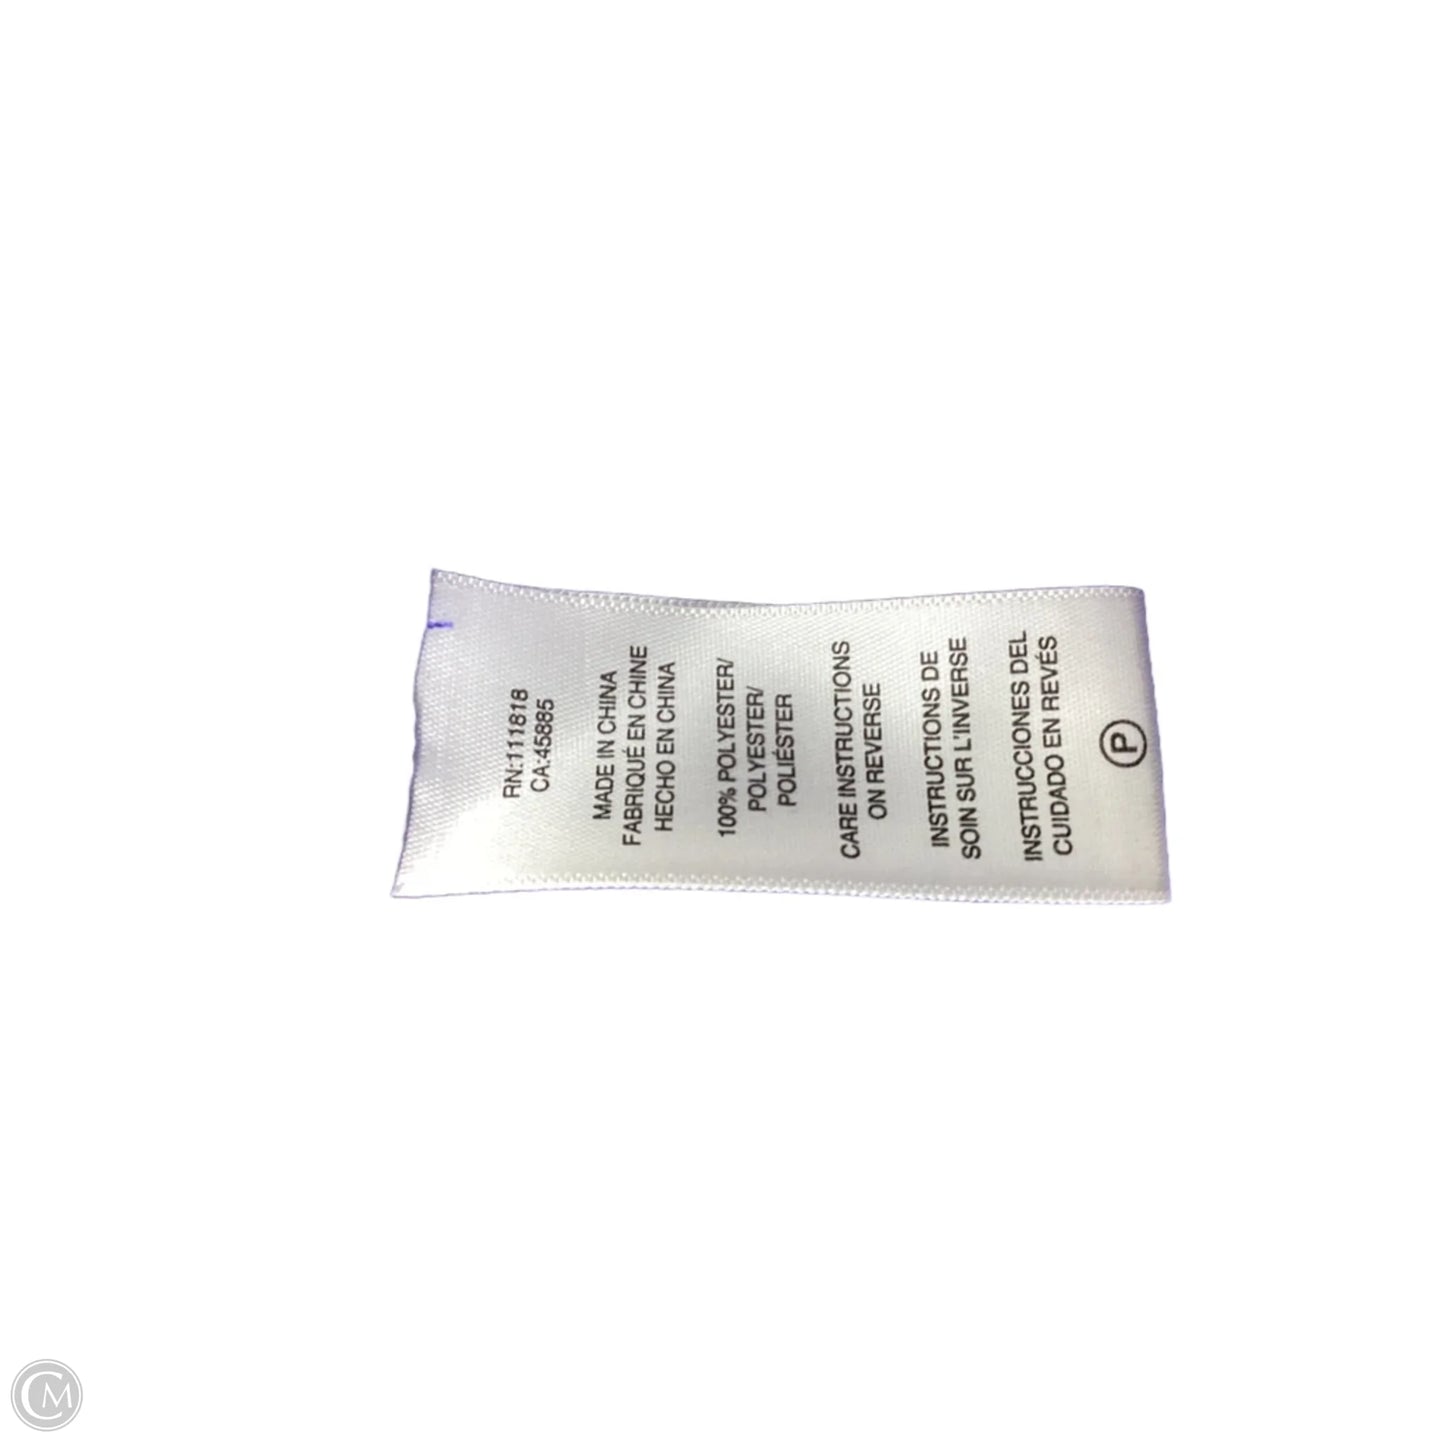 RN:111818
CA:45885
MADE IN CHINA
FABRIQUÉ EN CHINE
HECHO EN CHINA
100% POLYESTER/
POLYESTER/
POLIÉSTER
CARE INSTRUCTIONS
ON REVERSE
INSTRUCTIONS DE
SOIN SUR L'INVERSE
INSTRUCCIONES DEL
CUIDADO EN REVÉS
P
CM